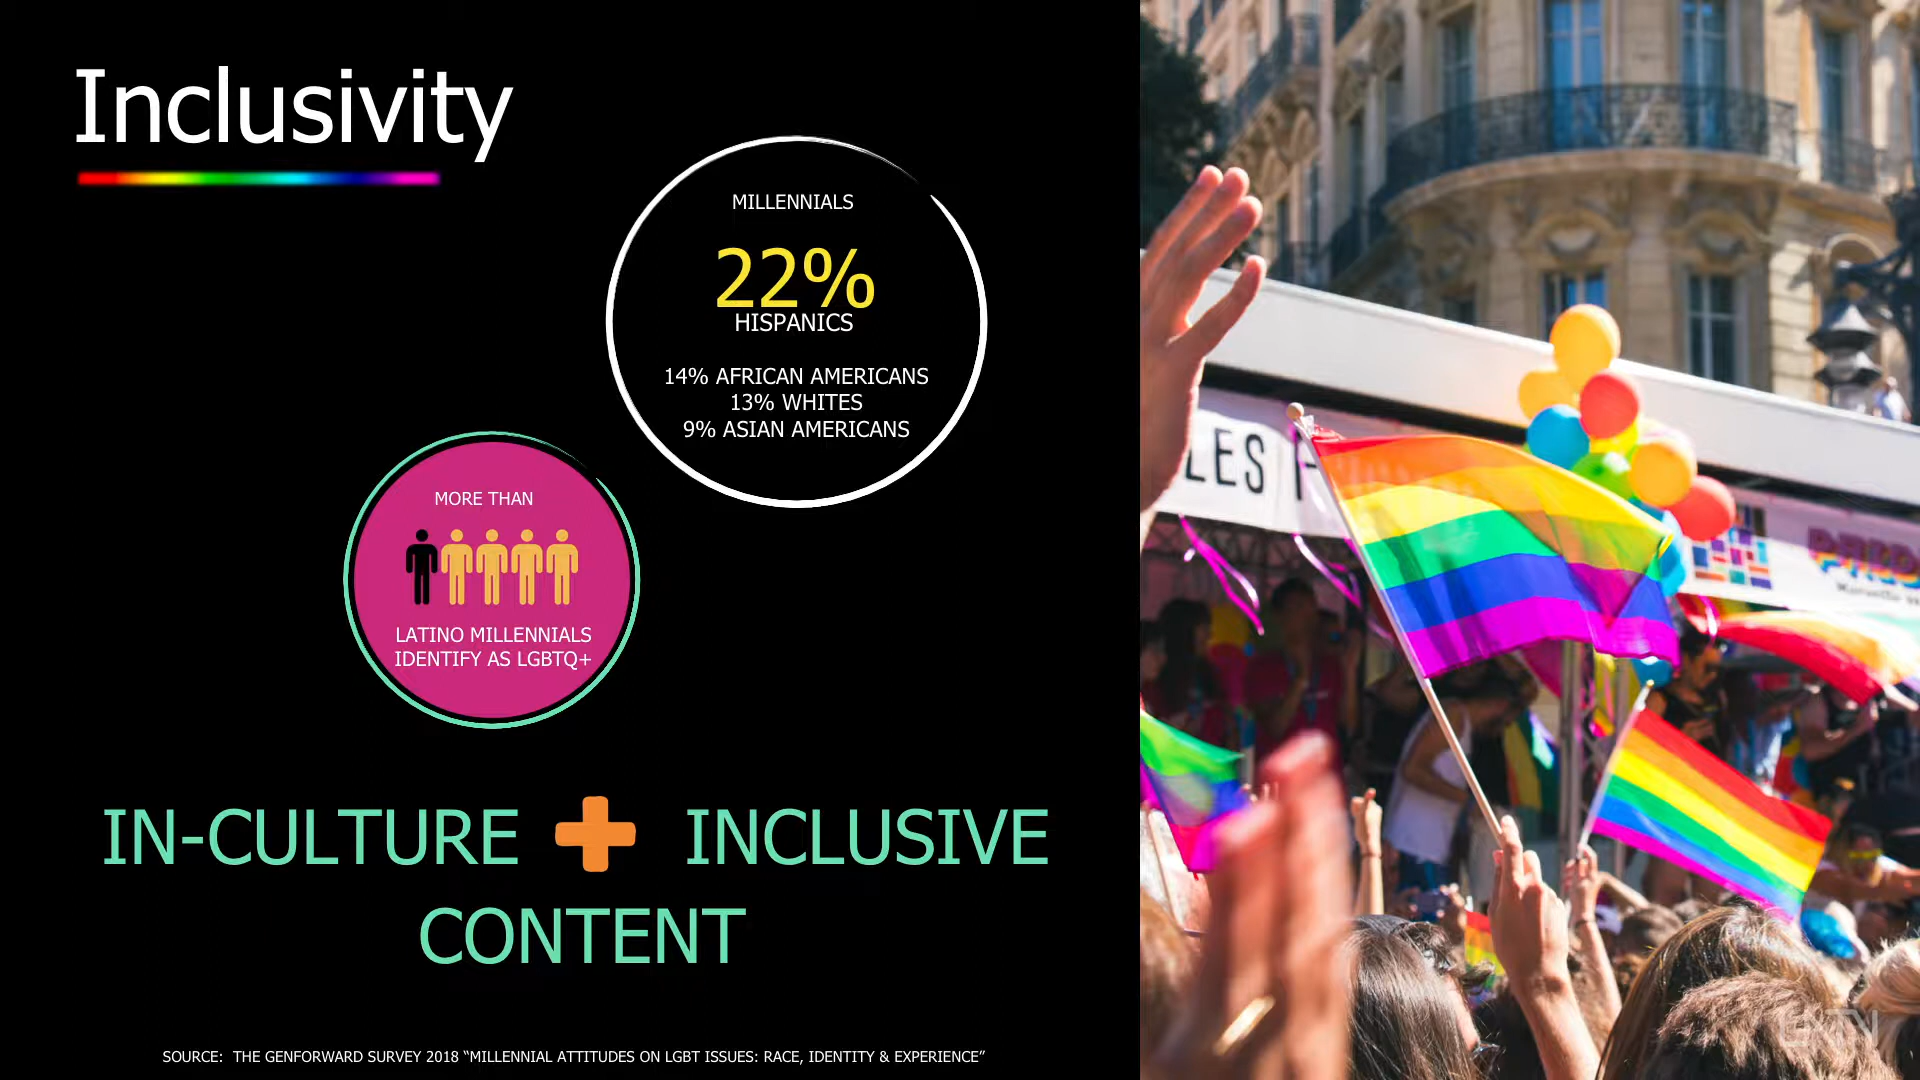 Inclusivity
MILLENNIALS
22%
HISPANICS
14% AFRICAN AMERICANS
13% WHITES
9% ASIAN AMERICANS
MORE THAN
LATINO MILLENNIALS
IDENTIFY AS LGBTQ+
IN-CULTURE + INCLUSIVE
CONTENT
SOURCE: THE GENFORWARD SURVEY 2018 “MILLENNIAL ATTITUDES ON LGBT ISSUES: RACE, IDENTITY & EXPERIENCE”
LES